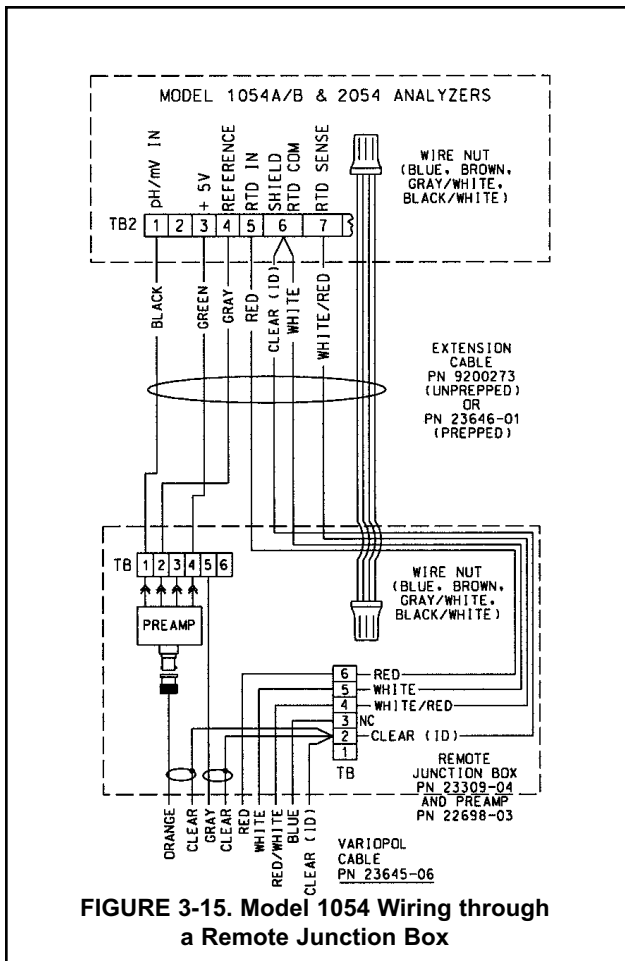 MODEL 1054A/B & 2054 ANALYZERS
pH/mV IN
+ 5V
REFERENCE
RTD IN
SHIELD
RTD COM
RTD SENSE
TB2 1 2 3 4 5 6 7
WIRE NUT
(BLUE, BROWN,
GRAY/WHITE,
BLACK/WHITE)
BLACK
GREEN
GRAY
RED
CLEAR (ID)
WHITE
WHITE/RED
EXTENSION
CABLE
PN 9200273
(UNPREPPED)
OR
PN 23646-01
(PREPPED)
TB 1 2 3 4 5 6
PREAMP
WIRE NUT
(BLUE, BROWN,
GRAY/WHITE,
BLACK/WHITE)
6 RED
5 WHITE
4 WHITE/RED
3 NC
2 CLEAR (ID)
1
TB
REMOTE
JUNCTION BOX
PN 23309-04
AND PREAMP
PN 22698-03
ORANGE
CLEAR
GRAY
CLEAR
RED
WHITE
RED/WHITE
BLUE
CLEAR (ID)
VARIOPOL
CABLE
PN 23645-06
FIGURE 3-15. Model 1054 Wiring through
a Remote Junction Box